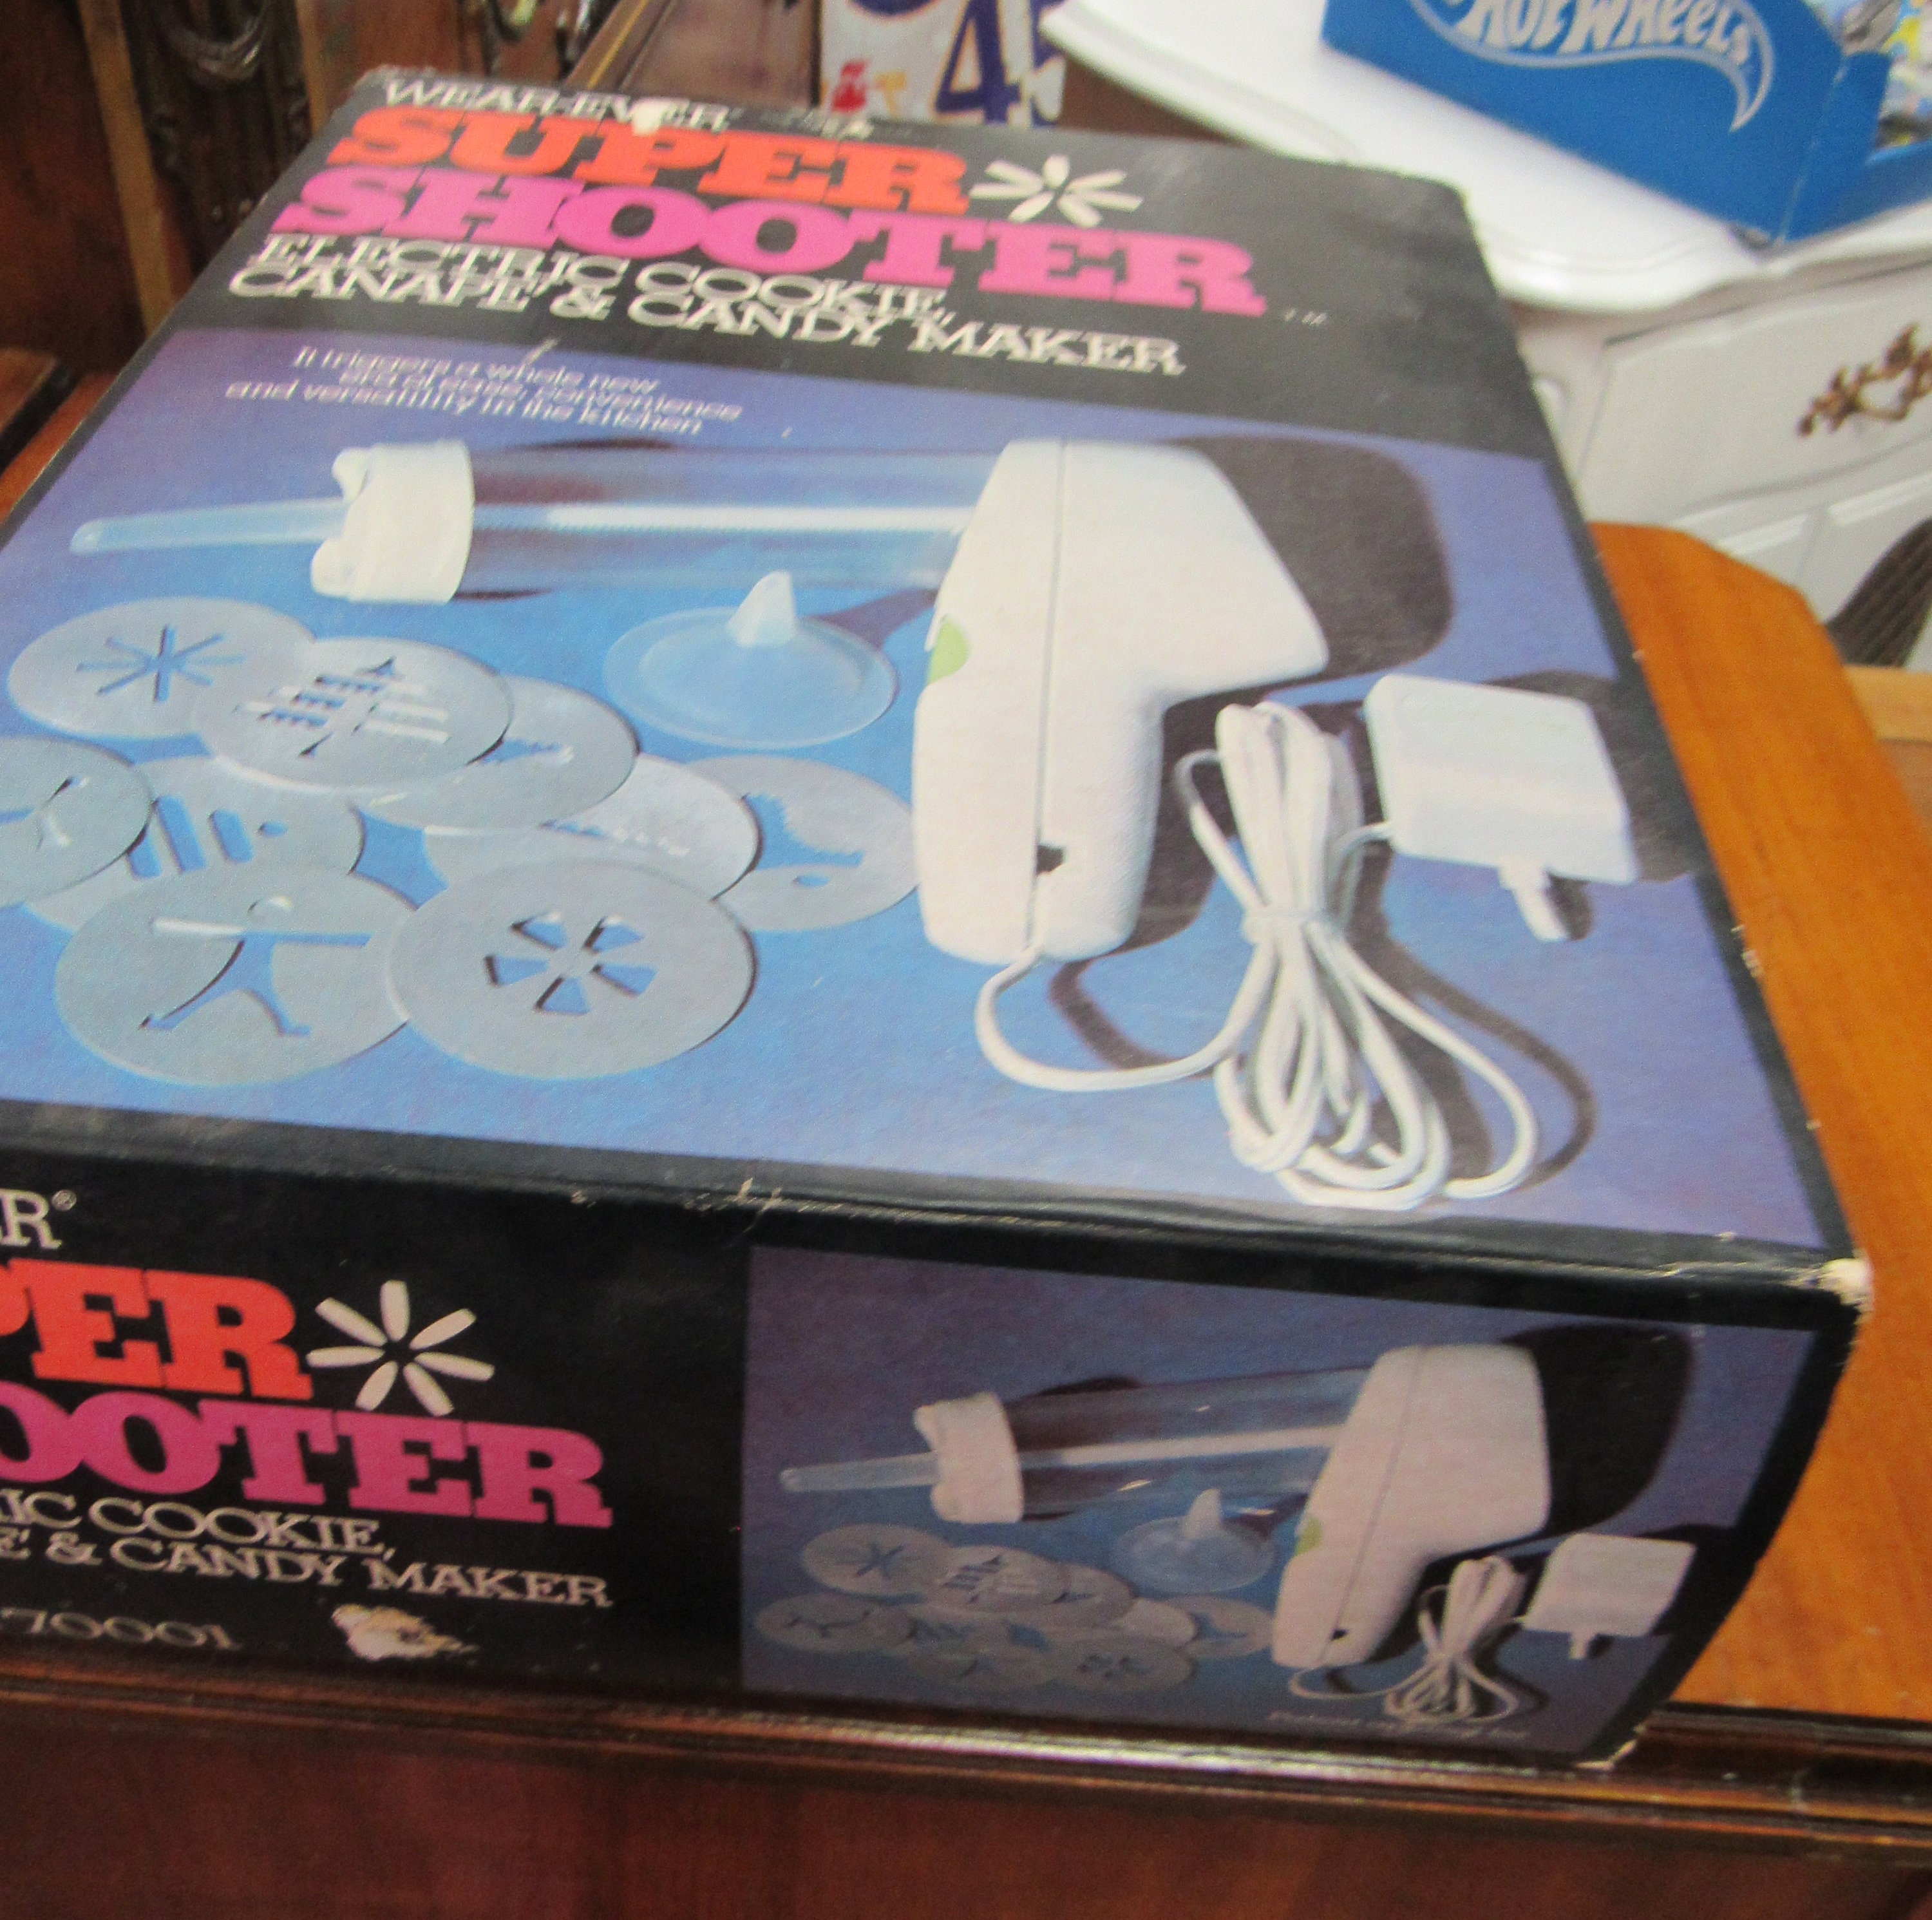 HOT WHEELS
4
WEAR-EVER
SUPER
SHOOTER
ELECTRIC COOKIE,
CANAPE' & CANDY MAKER
It triggers a whole new
era of ease, convenience
and versatility in the kitchen
R®
PER
OOTER
IC COOKIE,
E' & CANDY MAKER
70001